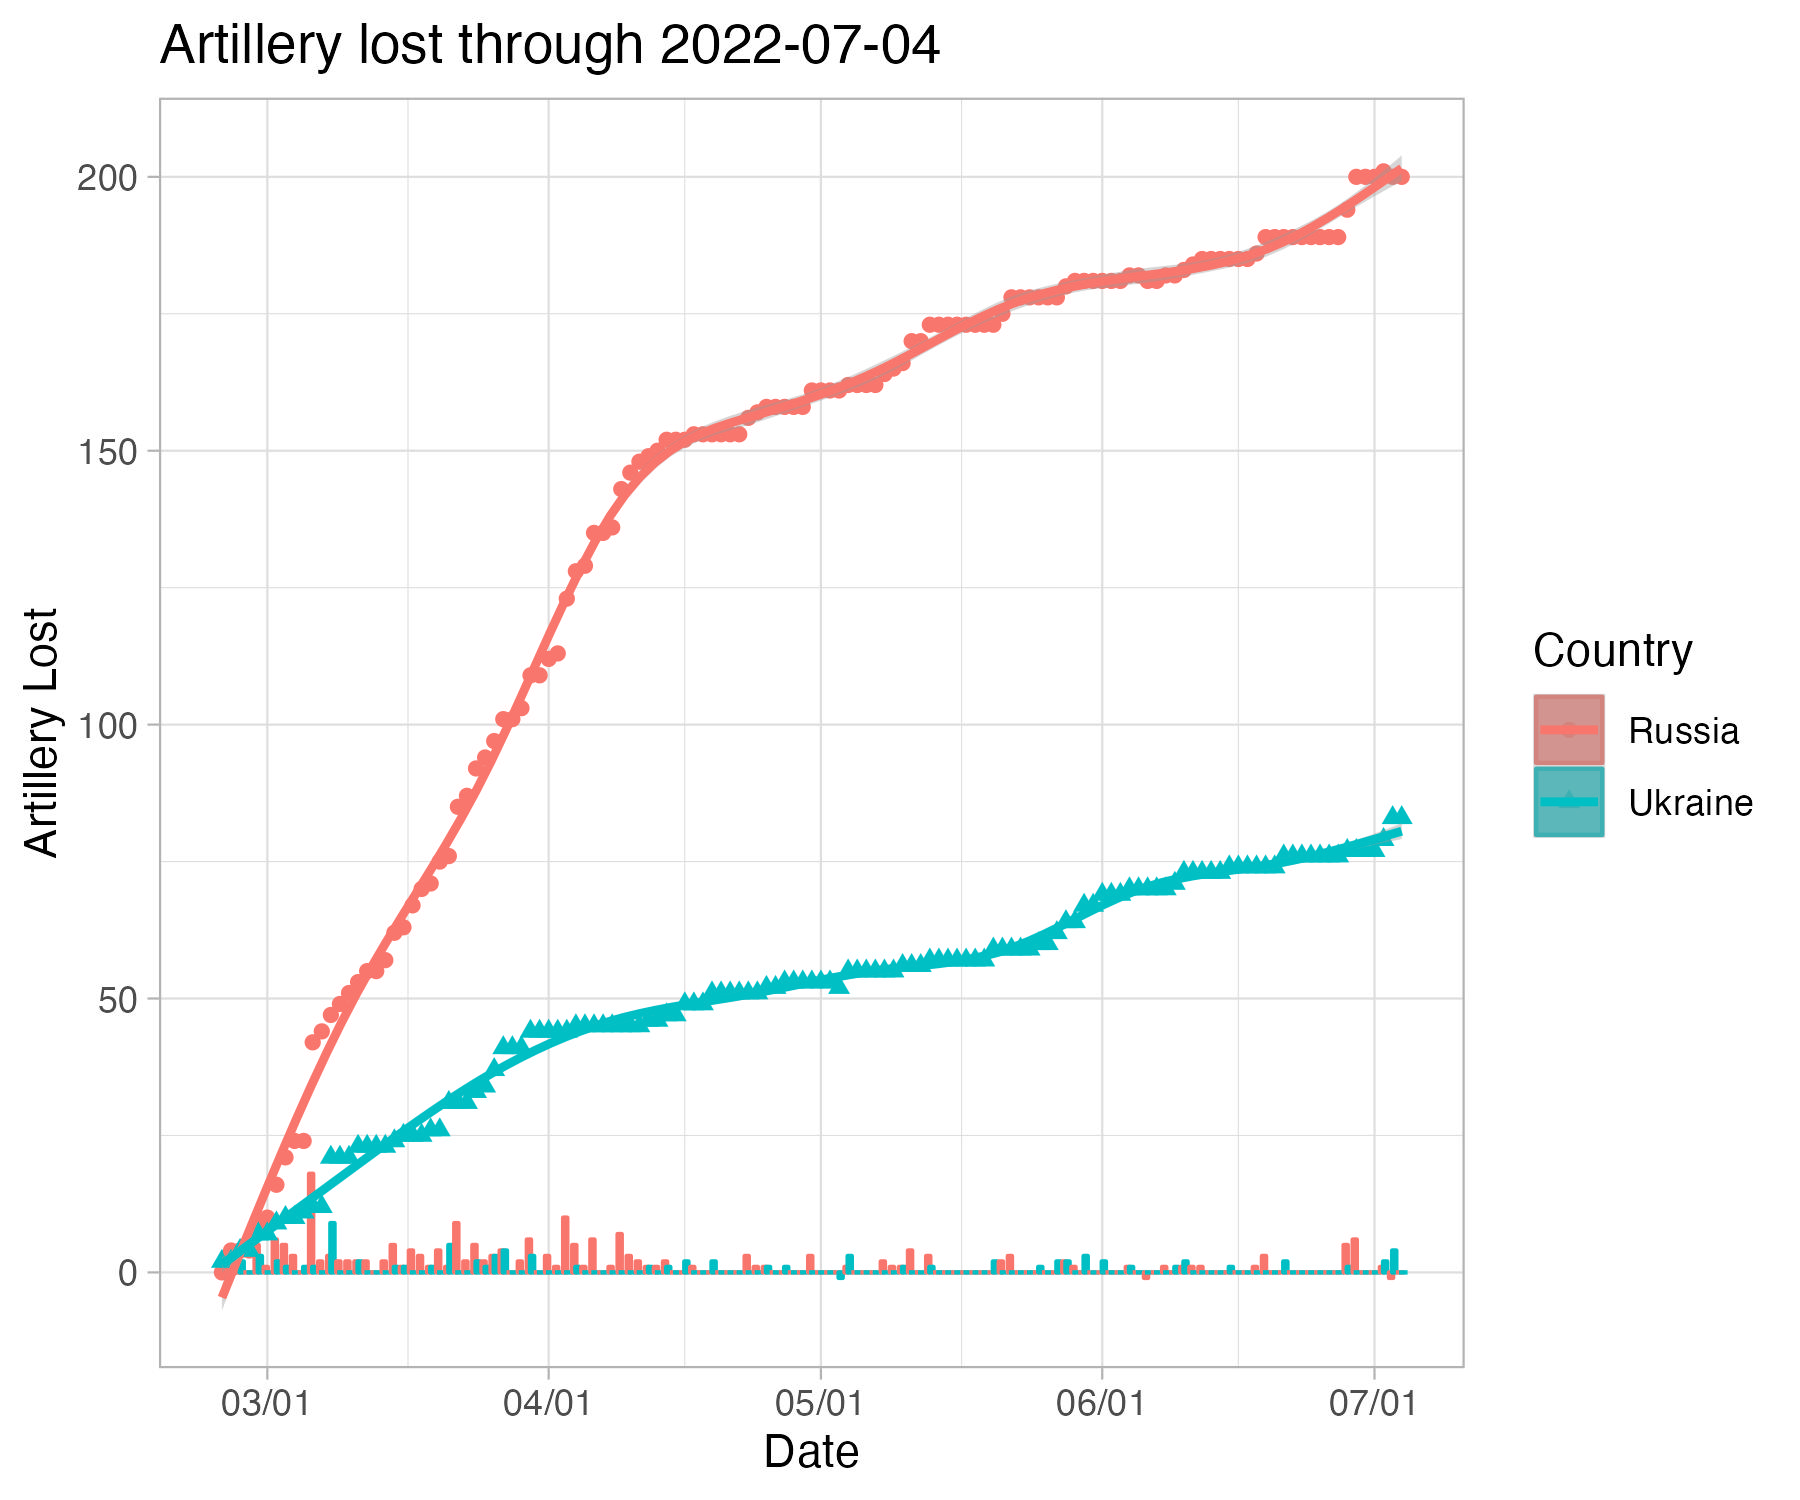 Artillery lost through 2022-07-04
Artillery Lost
200
150
100
50
0
03/01 04/01 05/01 06/01 07/01
Date
Country
Russia
Ukraine